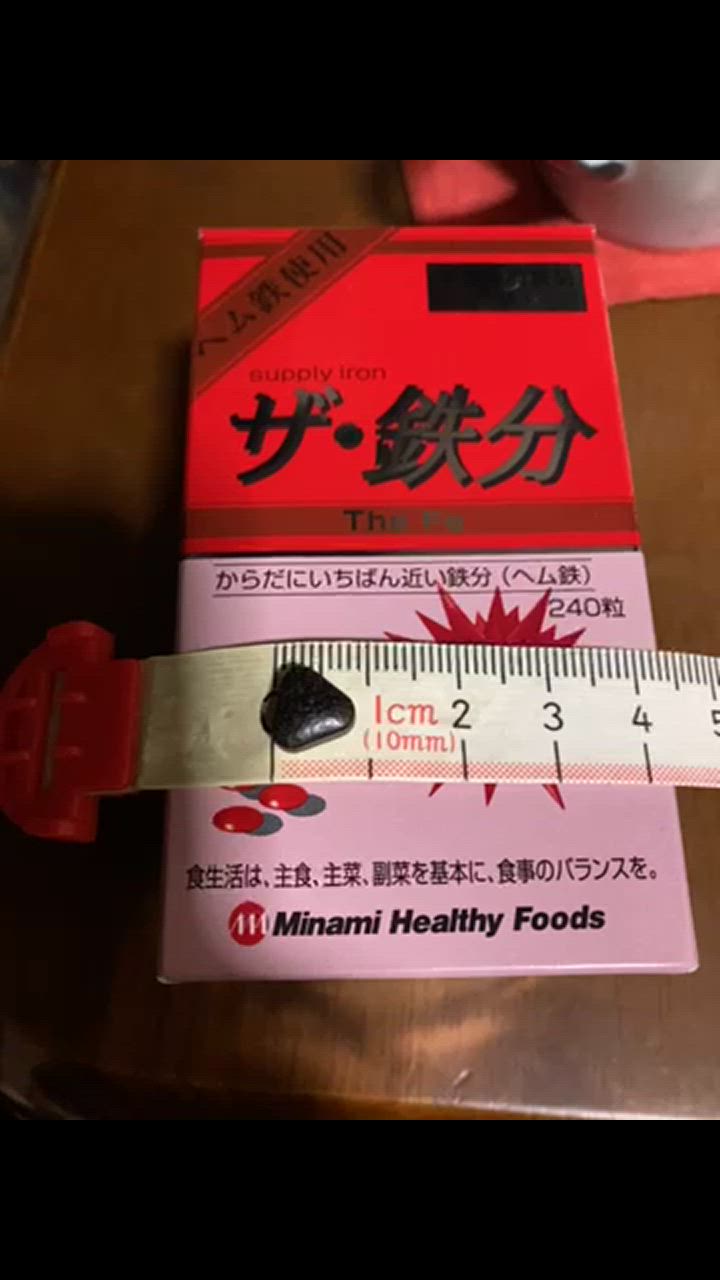 ヘム鉄使用
supply iron
ザ・鉄分
The Fe
からだにいちばん近い鉄分(ヘム鉄)
240粒
1cm 2 3 4 5
(10mm)
食生活は、主食、主菜、副菜を基本に、食事のバランスを。
Minami Healthy Foods